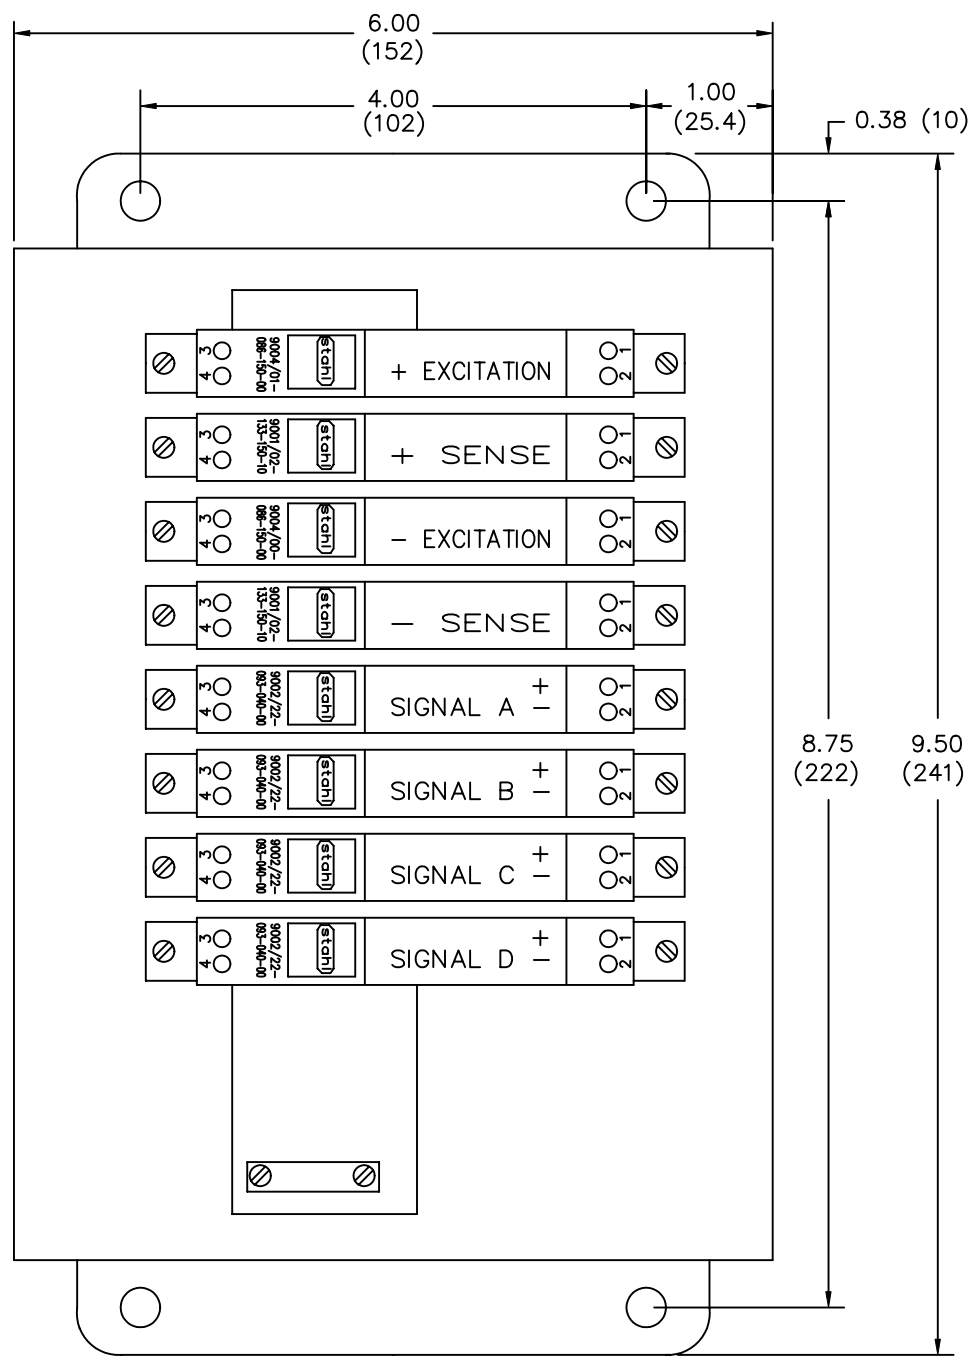 6.00
(152)
4.00
(102)
1.00
(25.4)
0.38 (10)
3 4 9004/01-
086-150-00
stahl
+ EXCITATION
1 2
3 4 9001/02-
133-150-10
stahl
+ SENSE
1 2
3 4 9004/00-
086-150-00
stahl
- EXCITATION
1 2
3 4 9001/02-
133-150-10
stahl
- SENSE
1 2
3 4 9002/22-
093-040-00
stahl
SIGNAL A + -
1 2
8.75
(222)
9.50
(241)
3 4 9002/22-
093-040-00
stahl
SIGNAL B + -
1 2
3 4 9002/22-
093-040-00
stahl
SIGNAL C + -
1 2
3 4 9002/22-
093-040-00
stahl
SIGNAL D + -
1 2